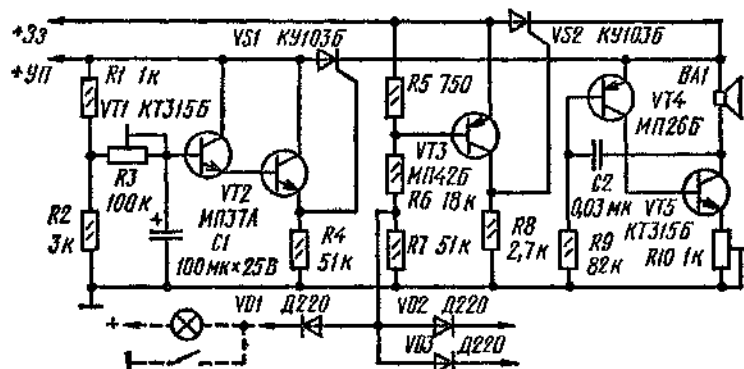 +Зз
+УП
VS1 КУ103Б
VS2 КУ103Б
R1 1к
VT1 КТ315Б
R2
3к
R3
100к
VT2
МП37А
C1
100мк×25В
R4
51к
R5 750
VT3
МП42Б
R6 18к
R7 51к
R8
2,7к
VT4
МП26Б
BA1
C2
0,03 мк
VT5
КТ315Б
R9
82к
R10 1к
+
VD1 Д220
VD2 Д220
VD3 Д220
+